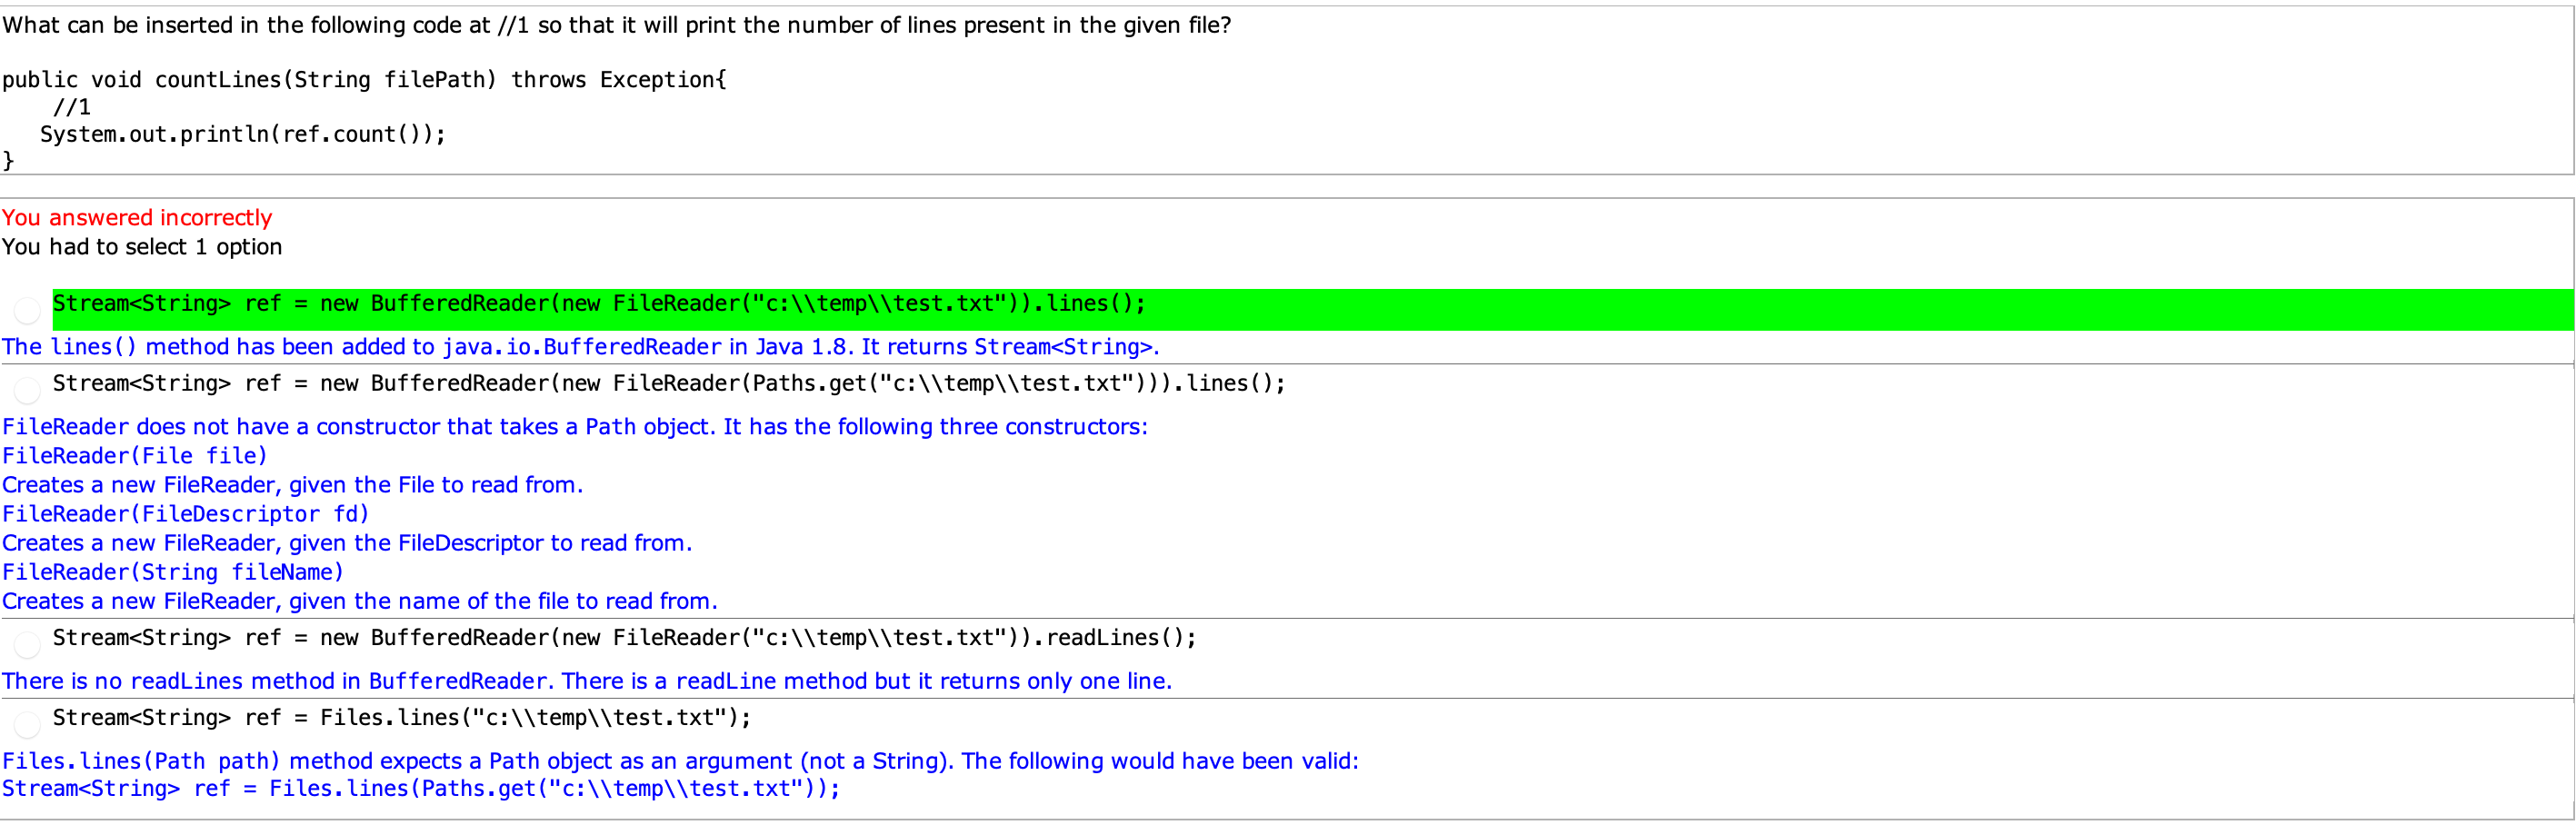 What can be inserted in the following code at //1 so that it will print the number of lines present in the given file?
public void countLines(String filePath) throws Exception{
//1
System.out.println(ref.count());
}
You answered incorrectly
You had to select 1 option
Stream<String> ref = new BufferedReader(new FileReader("c:\\temp\\test.txt")).lines();
The lines() method has been added to java.io.BufferedReader in Java 1.8. It returns Stream<String>.
Stream<String> ref = new BufferedReader(new FileReader(Paths.get("c:\\temp\\test.txt"))).lines();
FileReader does not have a constructor that takes a Path object. It has the following three constructors:
FileReader(File file)
Creates a new FileReader, given the File to read from.
FileReader(FileDescriptor fd)
Creates a new FileReader, given the FileDescriptor to read from.
FileReader(String fileName)
Creates a new FileReader, given the name of the file to read from.
Stream<String> ref = new BufferedReader(new FileReader("c:\\temp\\test.txt")).readLines();
There is no readLines method in BufferedReader. There is a readLine method but it returns only one line.
Stream<String> ref = Files.lines("c:\\temp\\test.txt");
Files.lines(Path path) method expects a Path object as an argument (not a String). The following would have been valid:
Stream<String> ref = Files.lines(Paths.get("c:\\temp\\test.txt"));